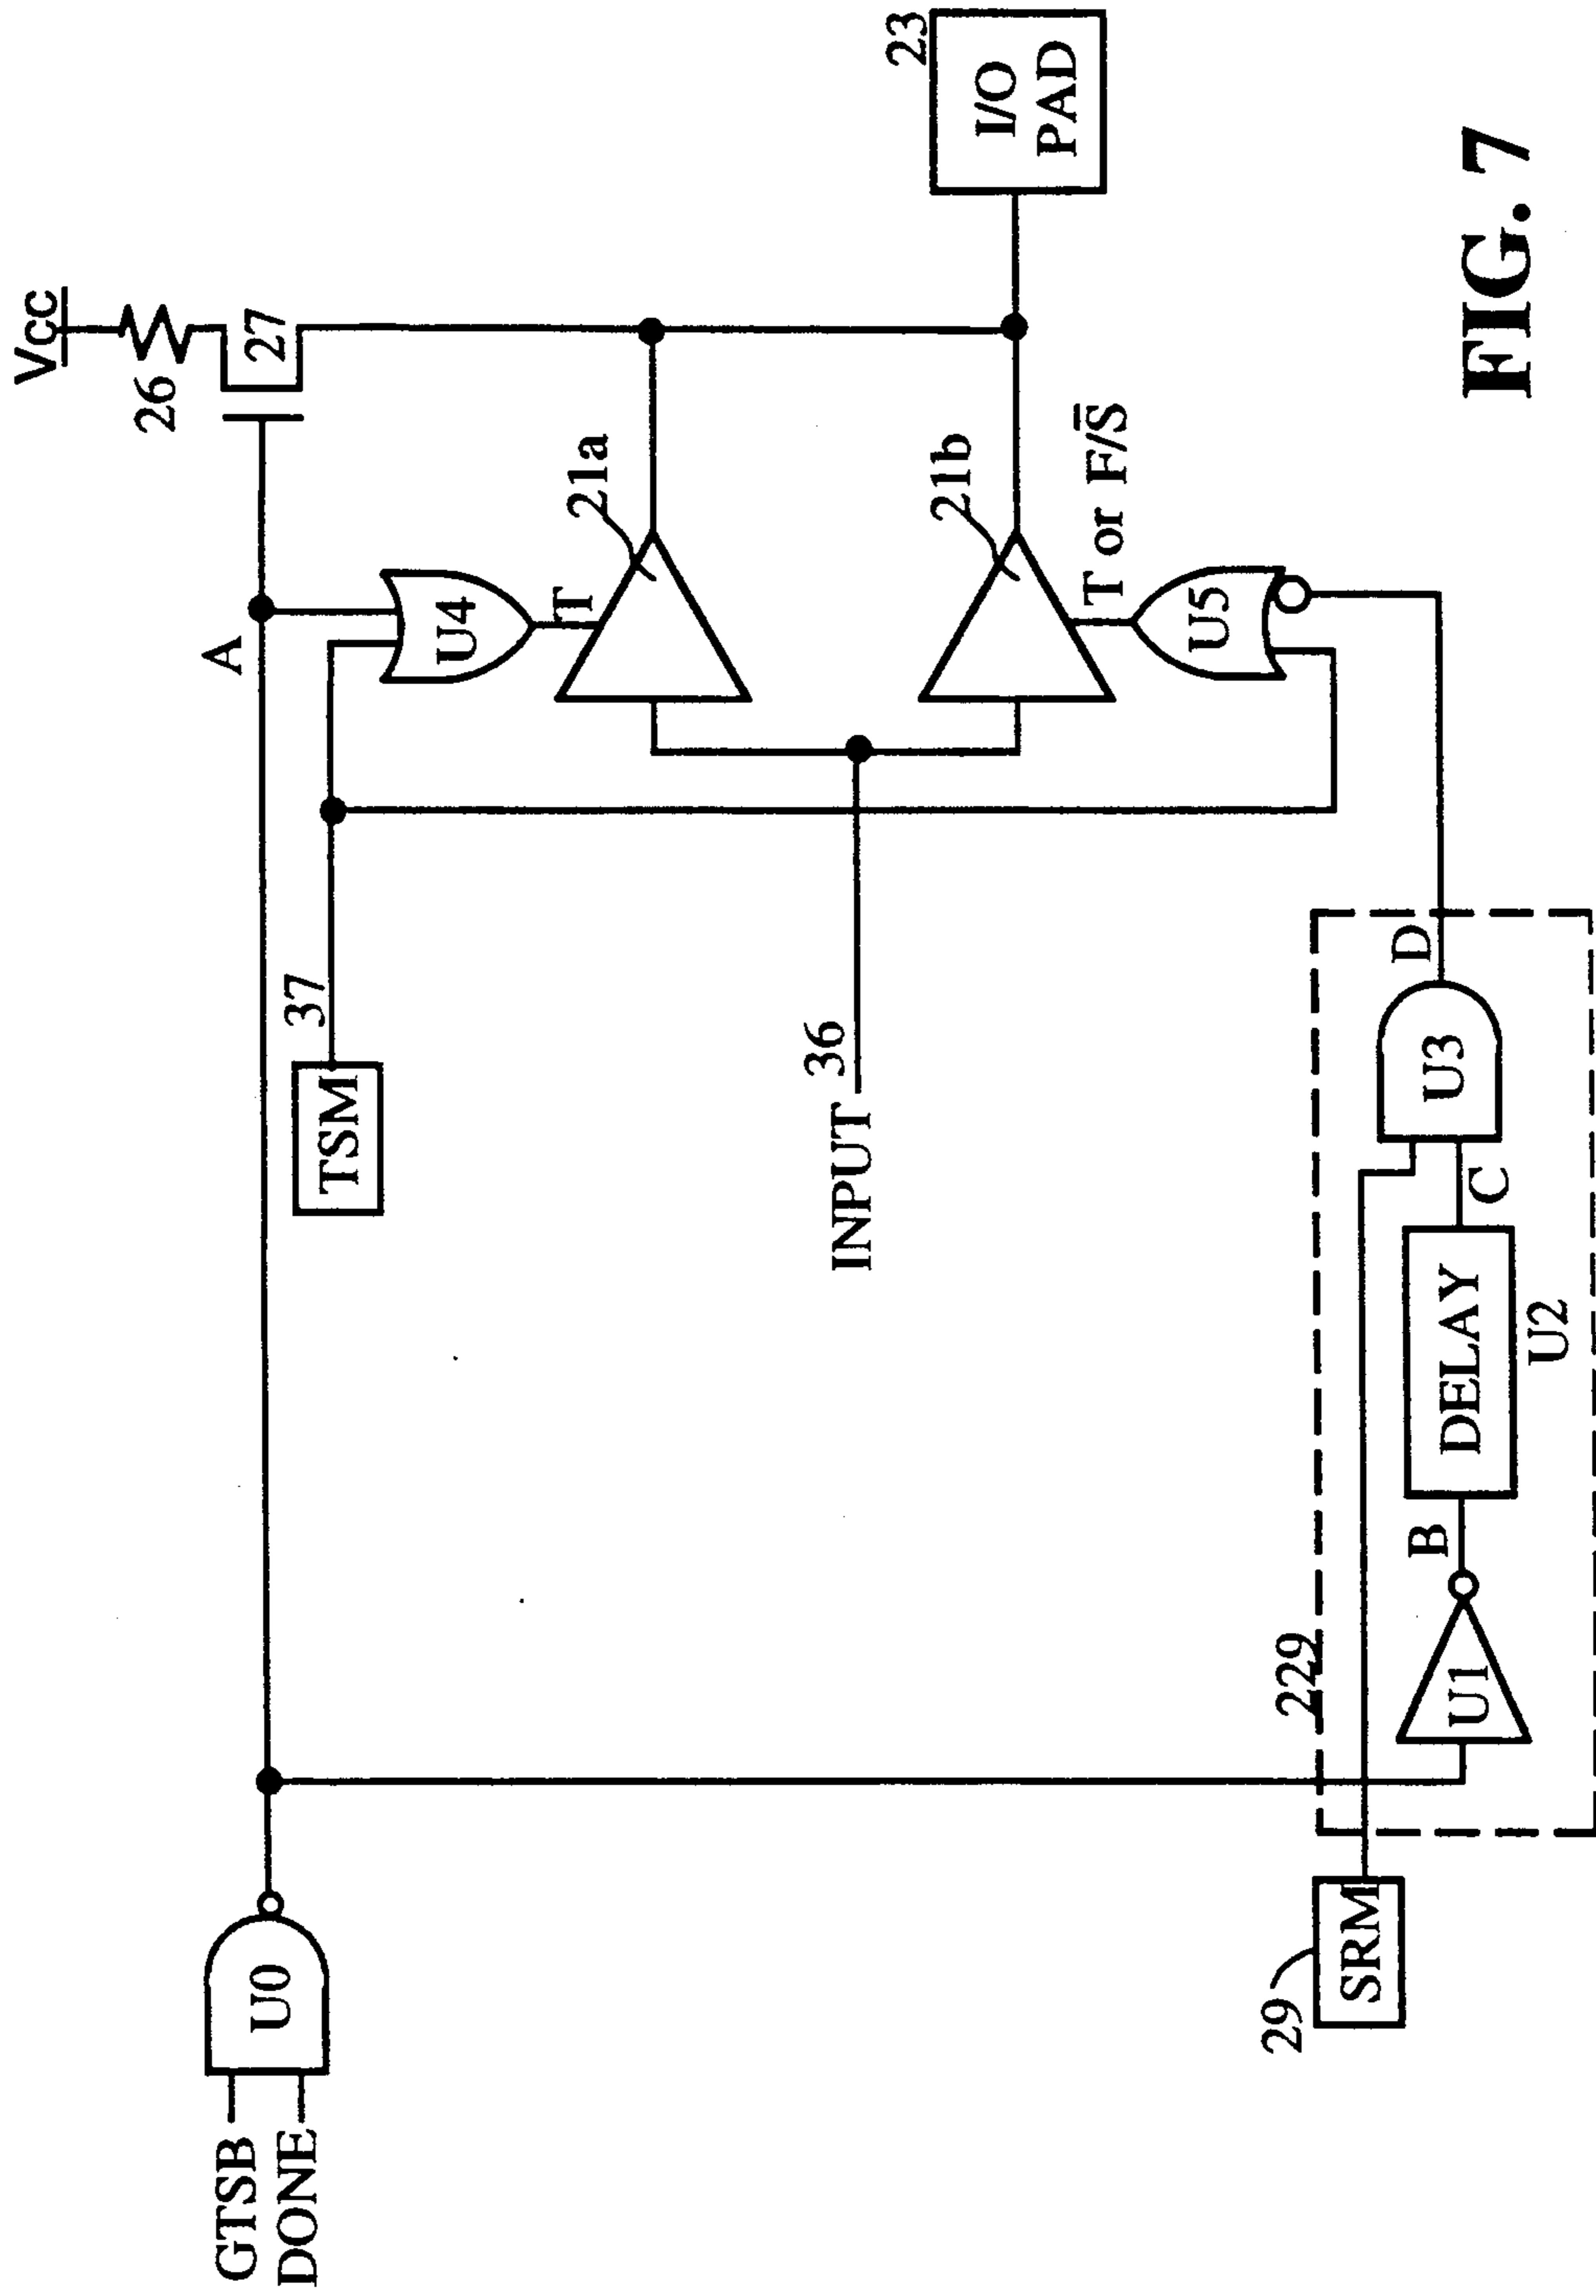 GTSB
DONE
U0
A
Vcc
26
27
TSM
37
U4
T
21a
INPUT 36
21b
T or F/S̅
U5
23
I/O
PAD
29
SRM
229
U1
B
DELAY
U2
C
U3
D
FIG. 7